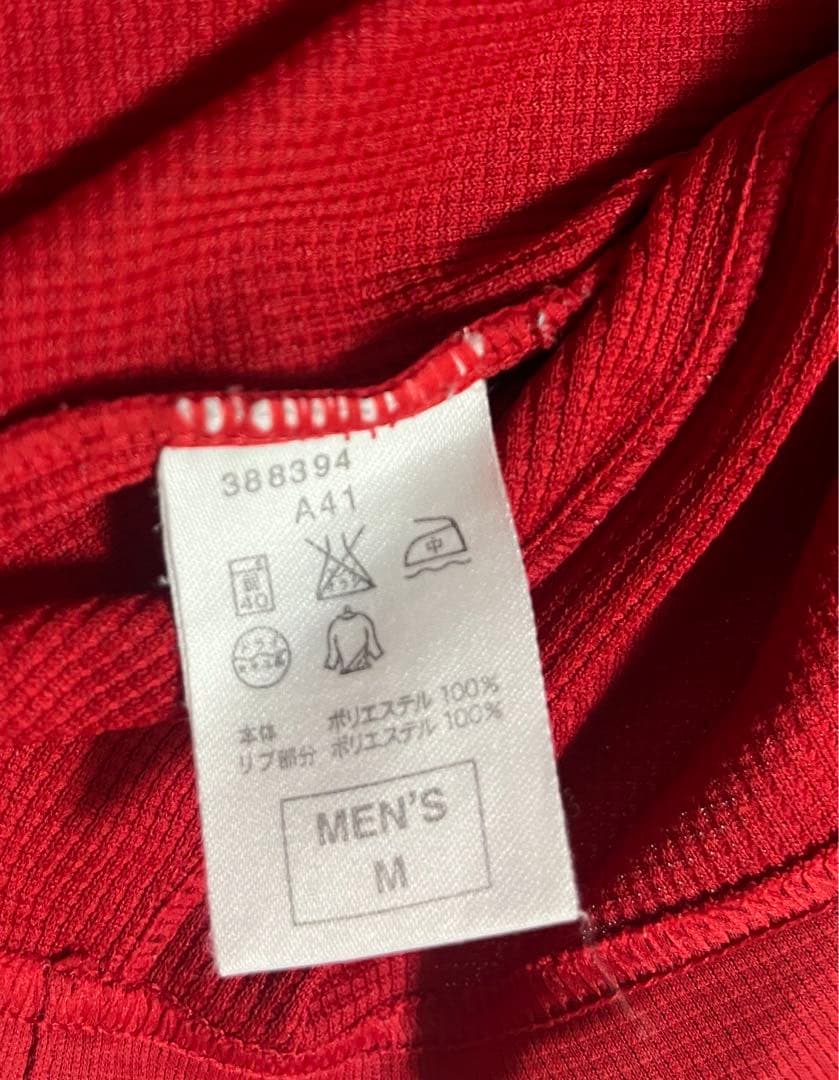 388394
A41
中
40
本体 ポリエステル 100%
リブ部分 ポリエステル 100%
MEN'S
M